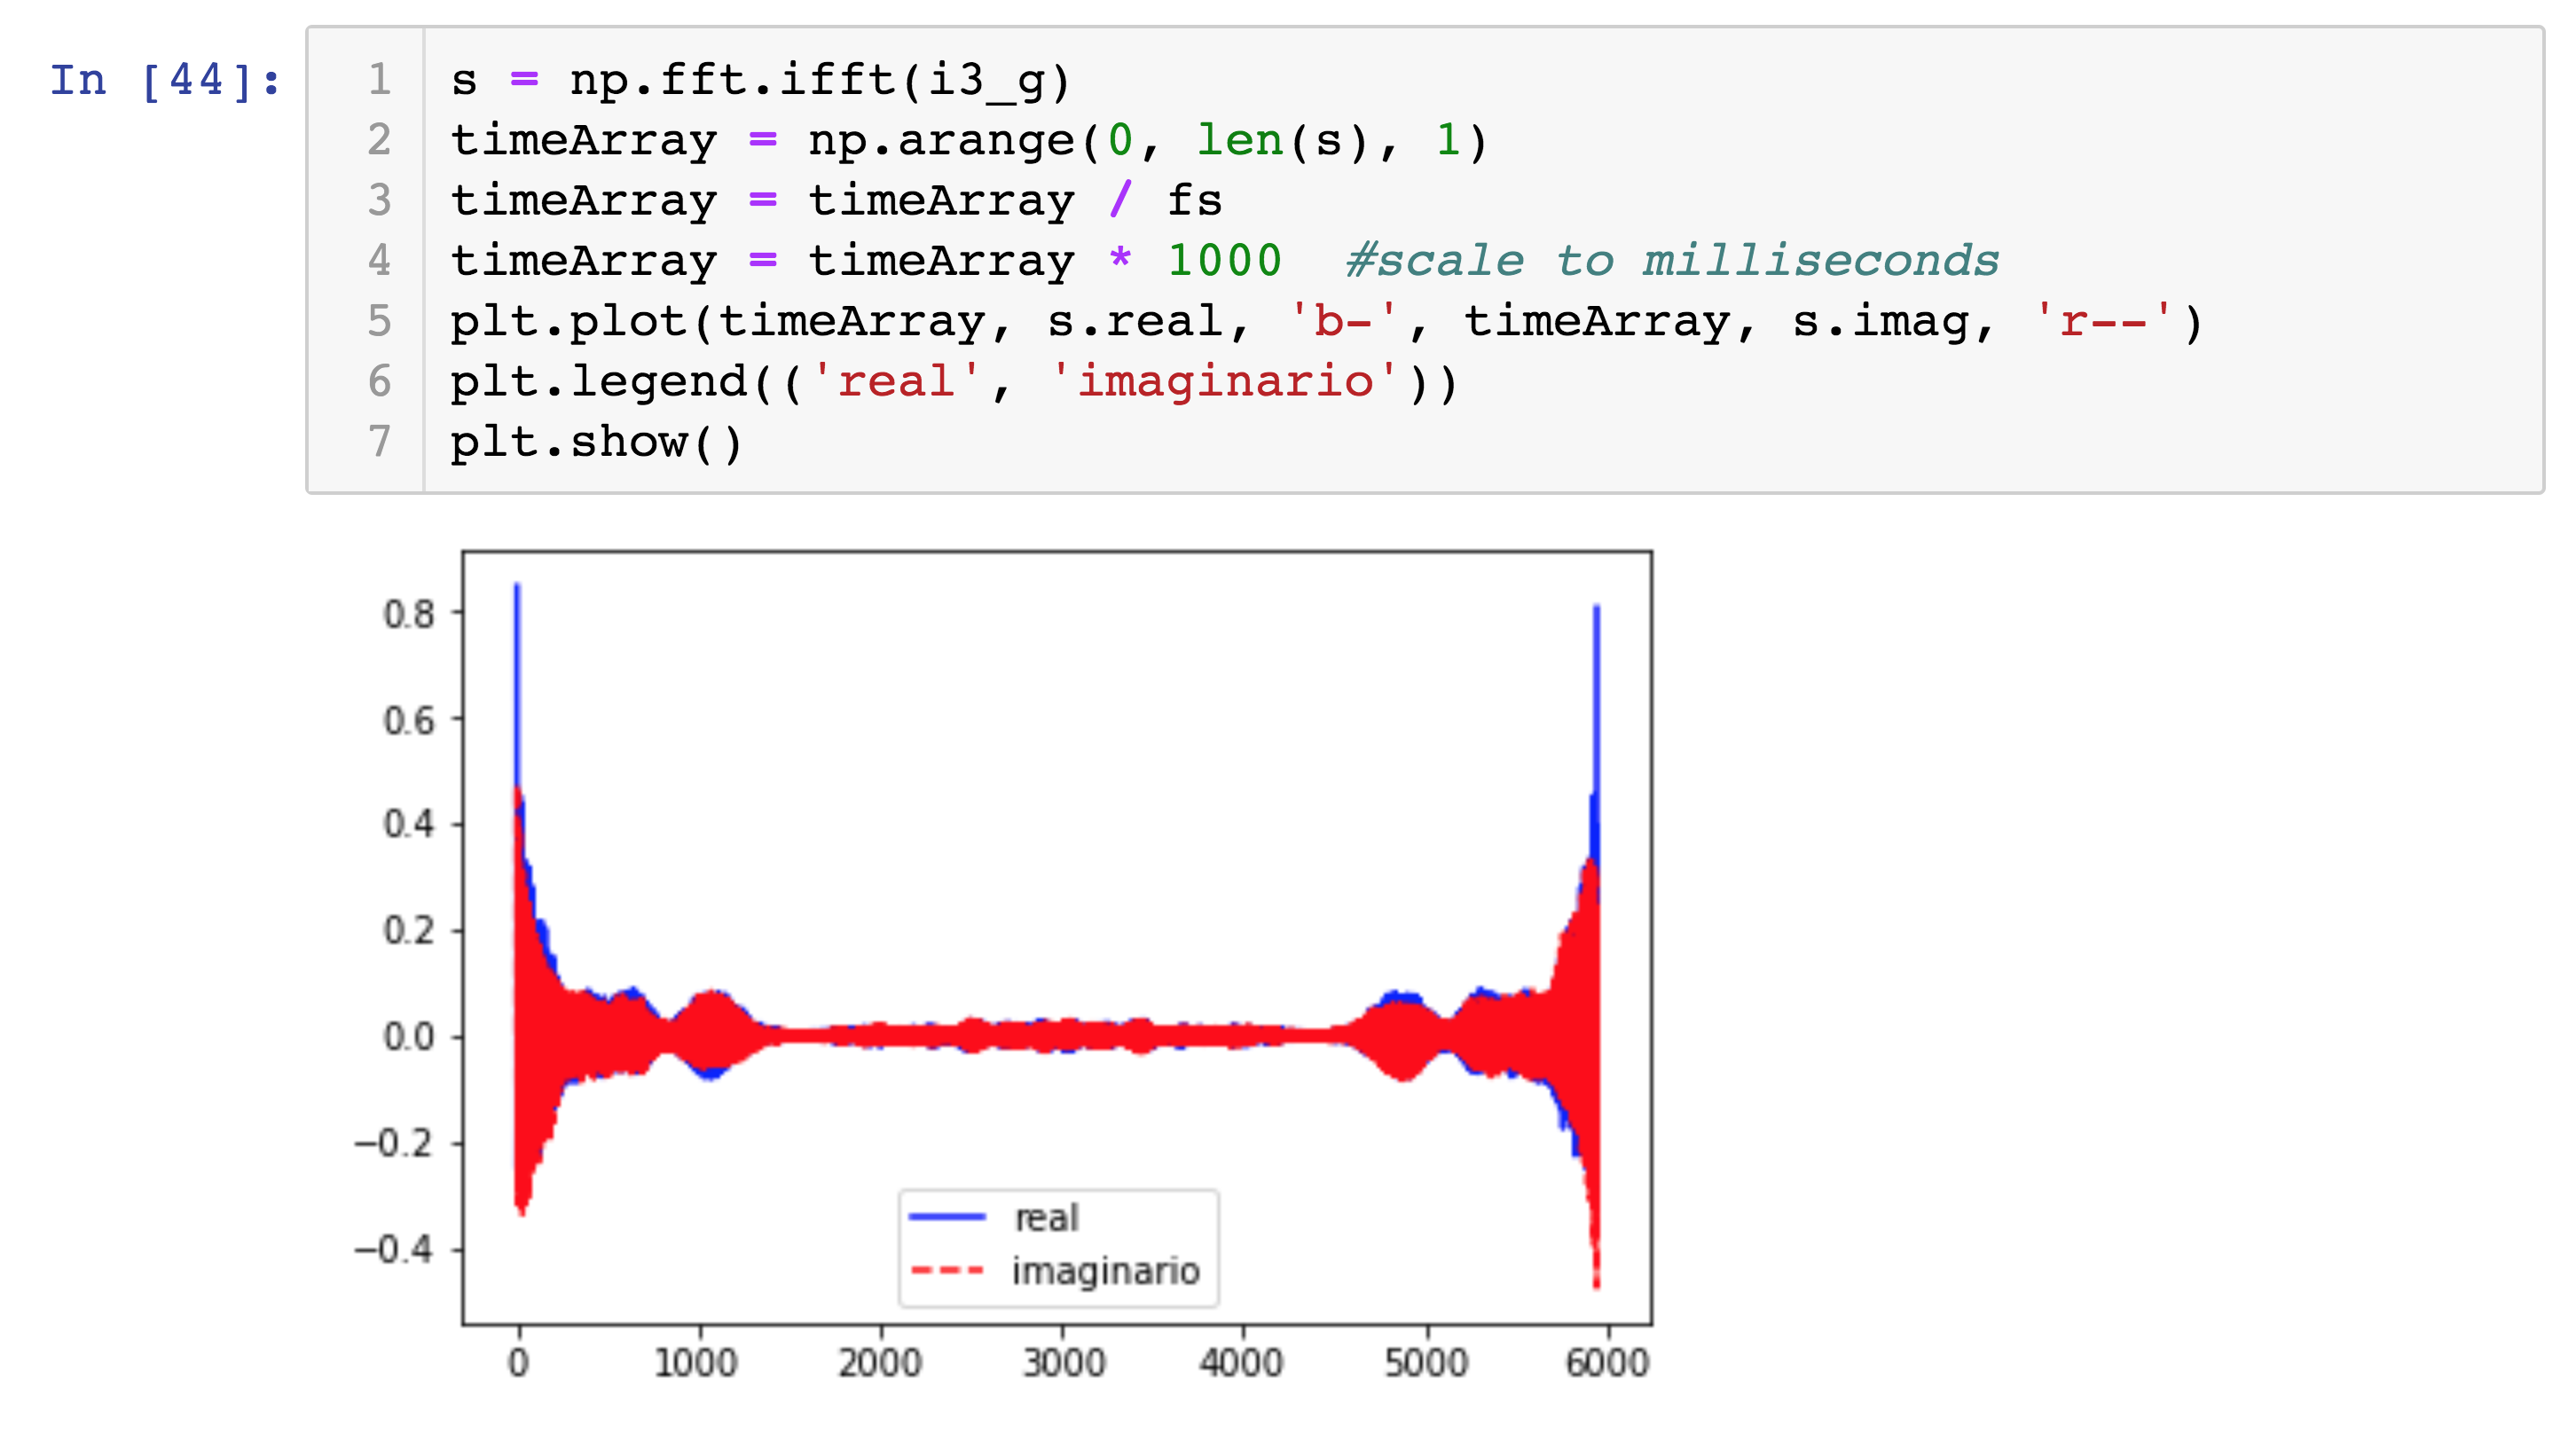 In [44]:
1 s = np.fft.ifft(i3_g)
2 timeArray = np.arange(0, len(s), 1)
3 timeArray = timeArray / fs
4 timeArray = timeArray * 1000  #scale to milliseconds
5 plt.plot(timeArray, s.real, 'b-', timeArray, s.imag, 'r--')
6 plt.legend(('real', 'imaginario'))
7 plt.show()
0.8
0.6
0.4
0.2
0.0
−0.2
−0.4
real
imaginario
0 1000 2000 3000 4000 5000 6000